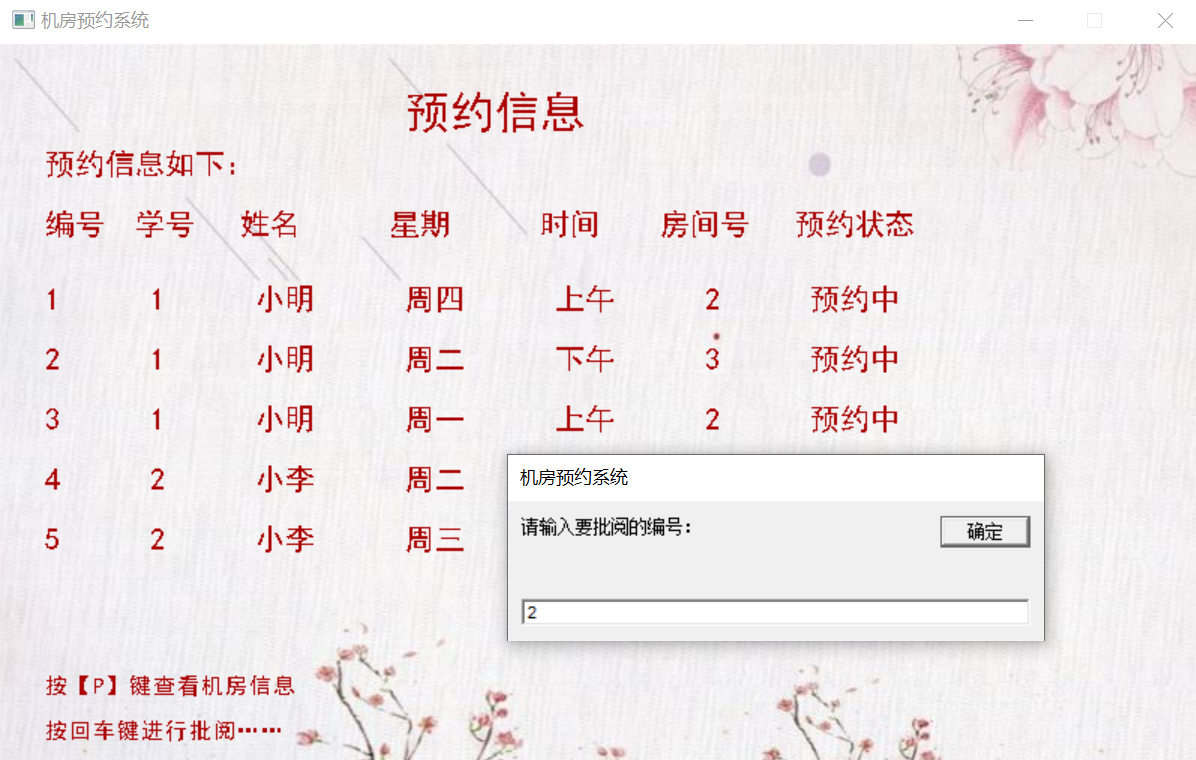 机房预约系统
预约信息
预约信息如下：
编号 学号 姓名 星期 时间 房间号 预约状态
1 1 小明 周四 上午 2 预约中
2 1 小明 周二 下午 3 预约中
3 1 小明 周一 上午 2 预约中
4 2 小李 周二
5 2 小李 周三
机房预约系统
请输入要批阅的编号：
确定
2
按【P】键查看机房信息
按回车键进行批阅……